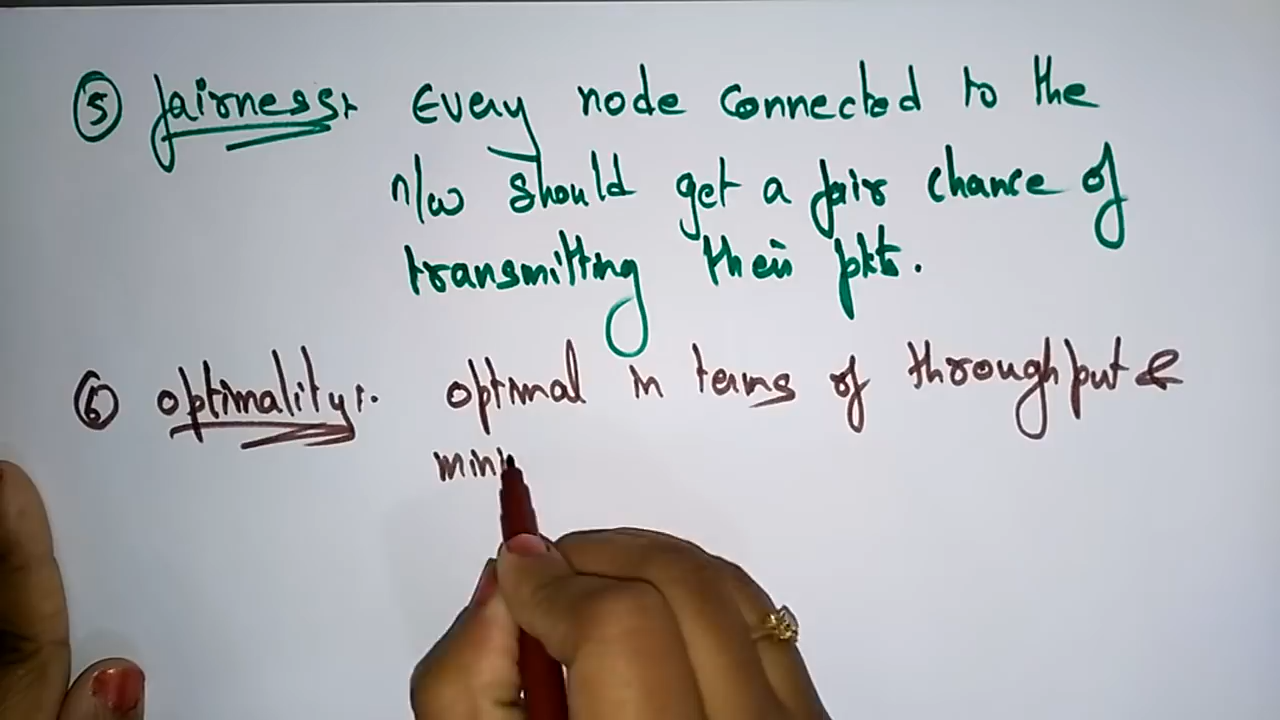 ⑤ fairness:- Every node connected to the
n/w should get a fair chance of
transmitting their pkts.
⑥ optimality:- optimal in terms of throughput &
mini